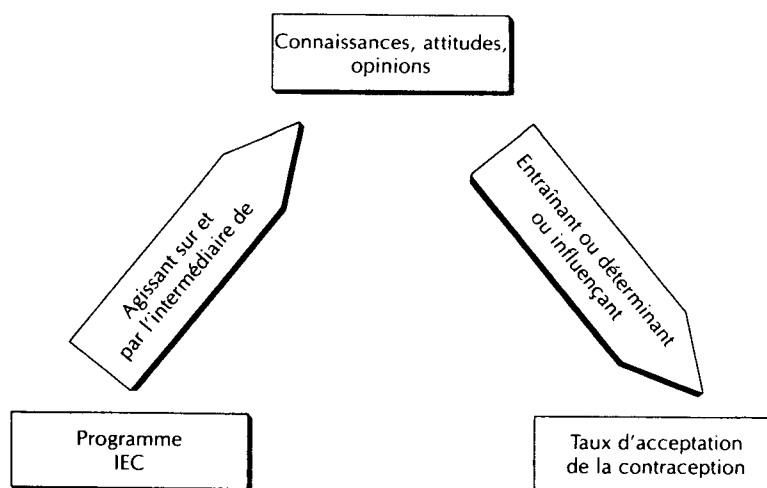 Connaissances, attitudes,
opinions
Agissant sur et
par l'intermédiaire de
Entraînant ou déterminant
ou influençant
Programme
IEC
Taux d'acceptation
de la contraception